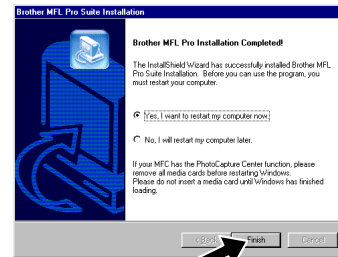 Brother MFL Pro Suite Installation
Brother MFL Pro Installation Completed!
The InstallShield Wizard has successfully installed Brother MFL
Pro Suite Installation. Before you can use the program, you
must restart your computer.
Yes, I want to restart my computer now.
No, I will restart my computer later.
If your MFC has the PhotoCapture Center function, please
remove all media cards before restarting Windows.
Please do not insert a media card until Windows has finished
loading.
< Back Finish Cancel